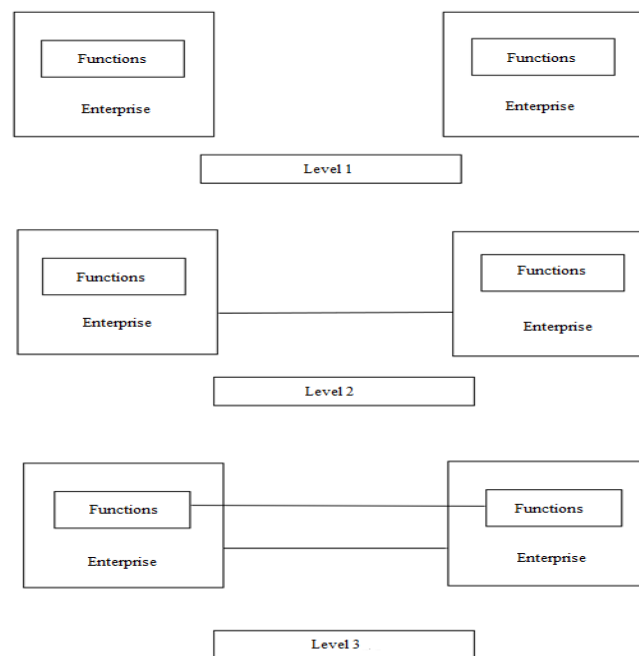 Functions
Enterprise
Functions
Enterprise
Level 1
Functions
Enterprise
Functions
Enterprise
Level 2
Functions
Enterprise
Functions
Enterprise
Level 3